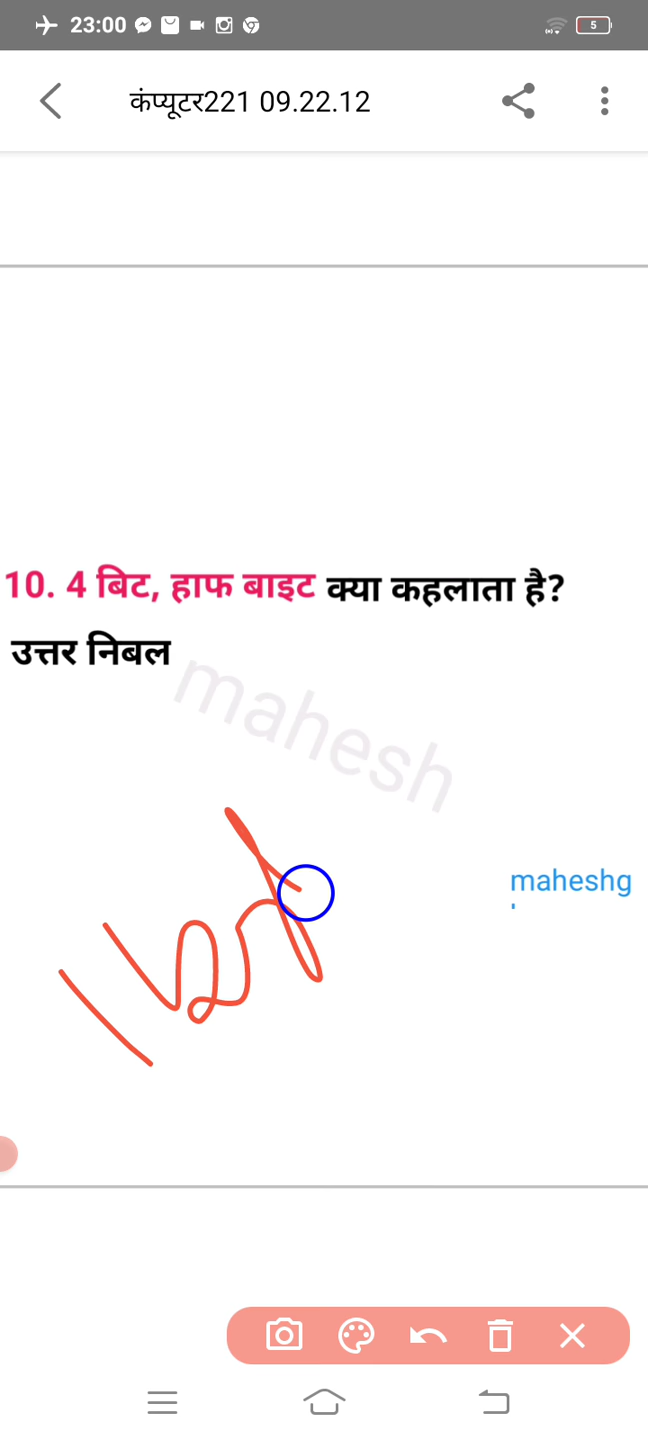 23:00
5
कंप्यूटर221 09.22.12
10. 4 बिट, हाफ बाइट क्या कहलाता है?
उत्तर निबल
mahesh
maheshg